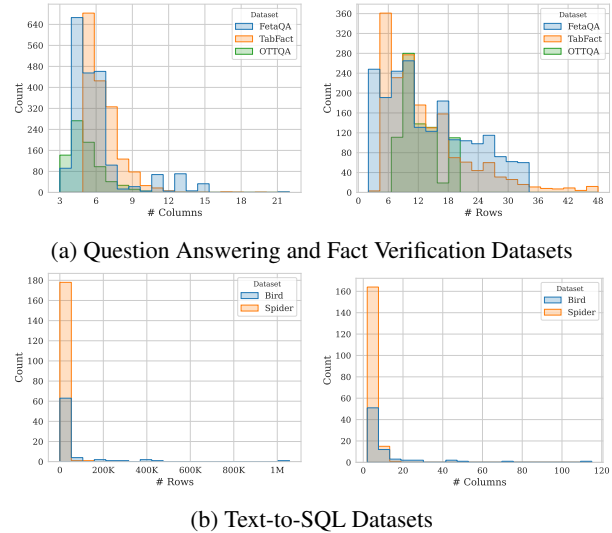 Dataset
FetaQA
TabFact
OTTQA
Count
640
560
480
400
320
240
160
80
0
3 6 9 12 15 18 21
# Columns
Dataset
FetaQA
TabFact
OTTQA
Count
360
320
280
240
200
160
120
80
40
0
0 6 12 18 24 30 36 42 48
# Rows
(a) Question Answering and Fact Verification Datasets
Dataset
Bird
Spider
Count
180
160
140
120
100
80
60
40
20
0
0 200K 400K 600K 800K 1M
# Rows
Dataset
Bird
Spider
Count
160
140
120
100
80
60
40
20
0
0 20 40 60 80 100 120
# Columns
(b) Text-to-SQL Datasets